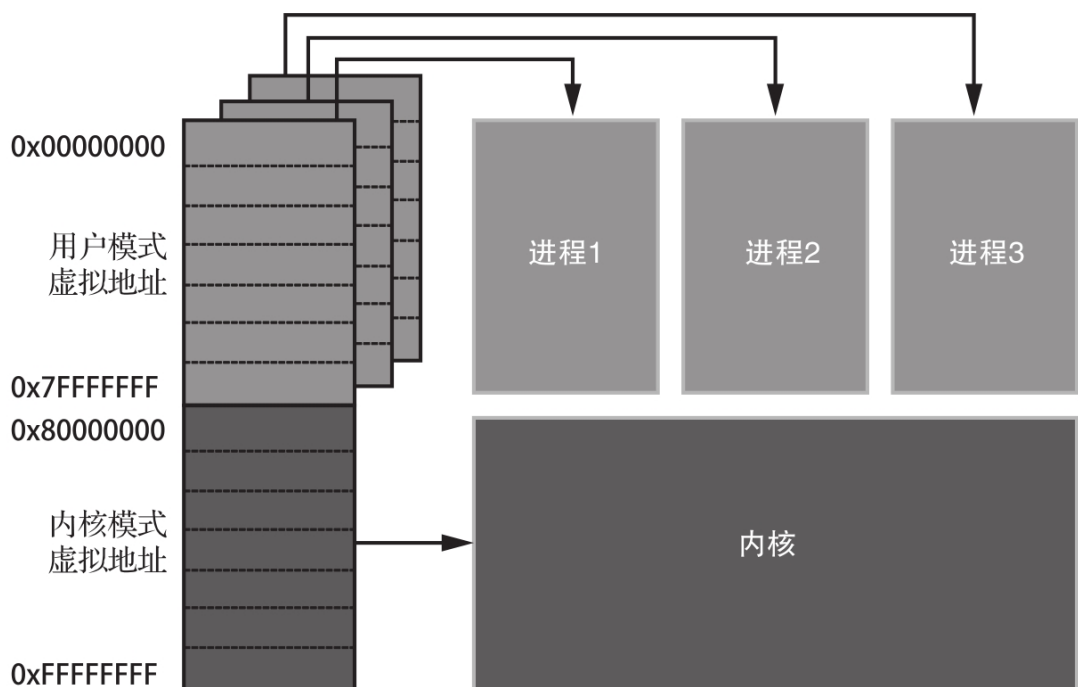 0x00000000
用户模式
虚拟地址
0x7FFFFFFF
0x80000000
内核模式
虚拟地址
0xFFFFFFFF
进程1
进程2
进程3
内核